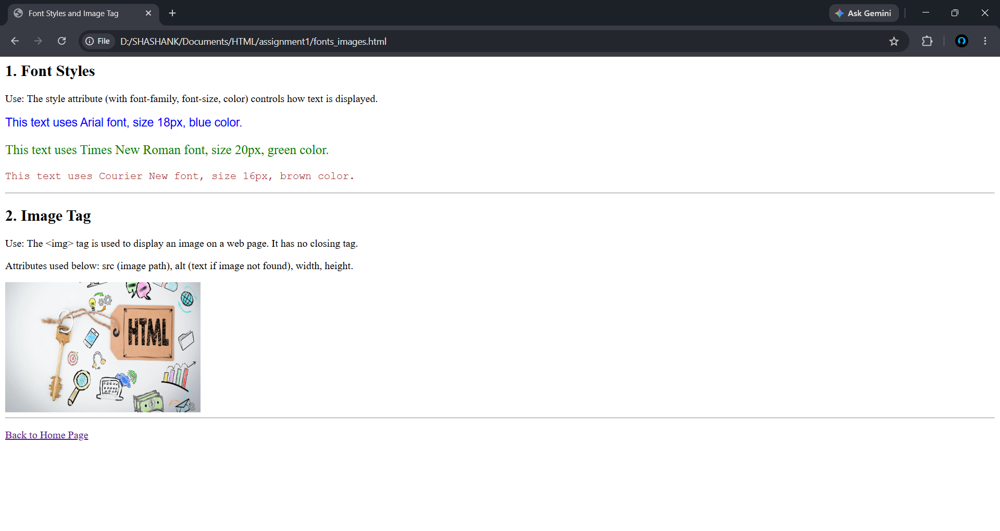 Font Styles and Image Tag
Ask Gemini
File
D:/SHASHANK/Documents/HTML/assignment1/fonts_images.html
1. Font Styles
Use: The style attribute (with font-family, font-size, color) controls how text is displayed.
This text uses Arial font, size 18px, blue color.
This text uses Times New Roman font, size 20px, green color.
This text uses Courier New font, size 16px, brown color.
2. Image Tag
Use: The <img> tag is used to display an image on a web page. It has no closing tag.
Attributes used below: src (image path), alt (text if image not found), width, height.
HTML
Back to Home Page